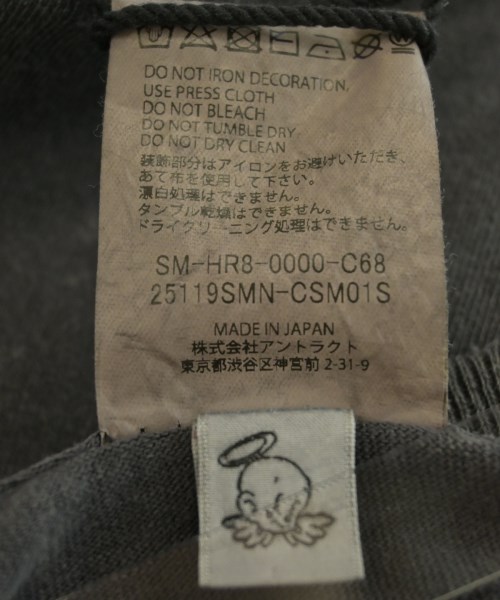 DO NOT IRON DECORATION,
USE PRESS CLOTH
DO NOT BLEACH
DO NOT TUMBLE DRY
DO NOT DRY CLEAN
装飾部分はアイロンをお避けいただき、
あて布を使用して下さい。
漂白処理はできません。
タンブル乾燥はできません。
ドライクリーニング処理はできません。
SM-HR8-0000-C68
25119SMN-CSM01S
MADE IN JAPAN
株式会社アントラクト
東京都渋谷区神宮前 2-31-9